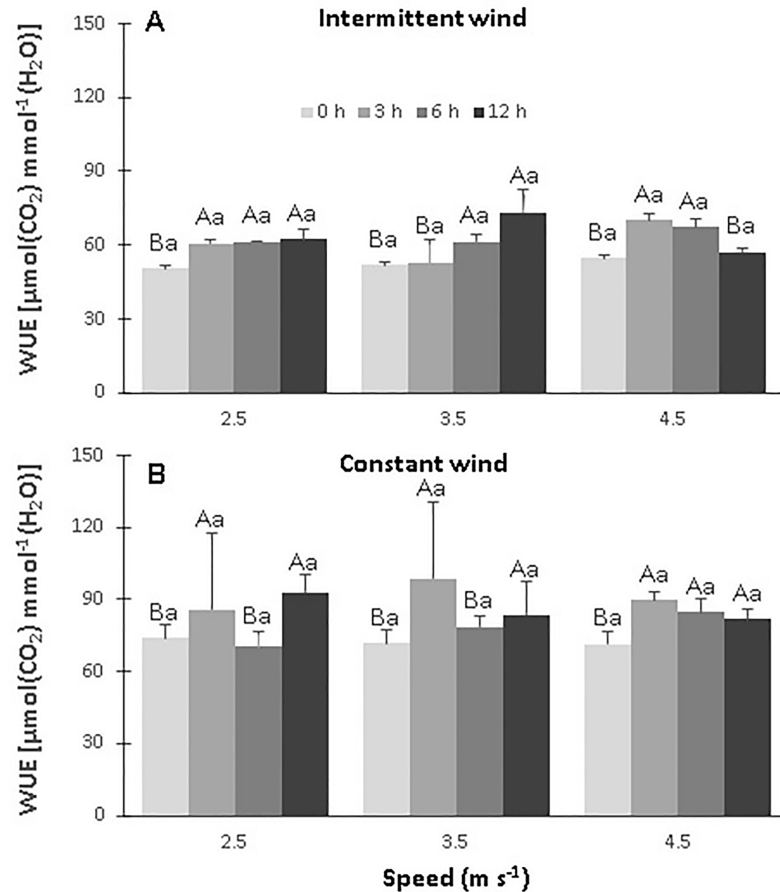 A
Intermittent wind
WUE [µmol(CO₂) mmol⁻¹(H₂O)]
150
120
90
60
30
0
0 h 3 h 6 h 12 h
Ba Aa Aa Aa
Ba Ba Aa Aa
Ba Aa Aa Ba
2.5 3.5 4.5
B
Constant wind
WUE [µmol(CO₂) mmol⁻¹(H₂O)]
150
120
90
60
30
0
Ba Aa Ba Aa
Ba Aa Ba Aa
Ba Aa Aa Aa
2.5 3.5 4.5
Speed (m s⁻¹)